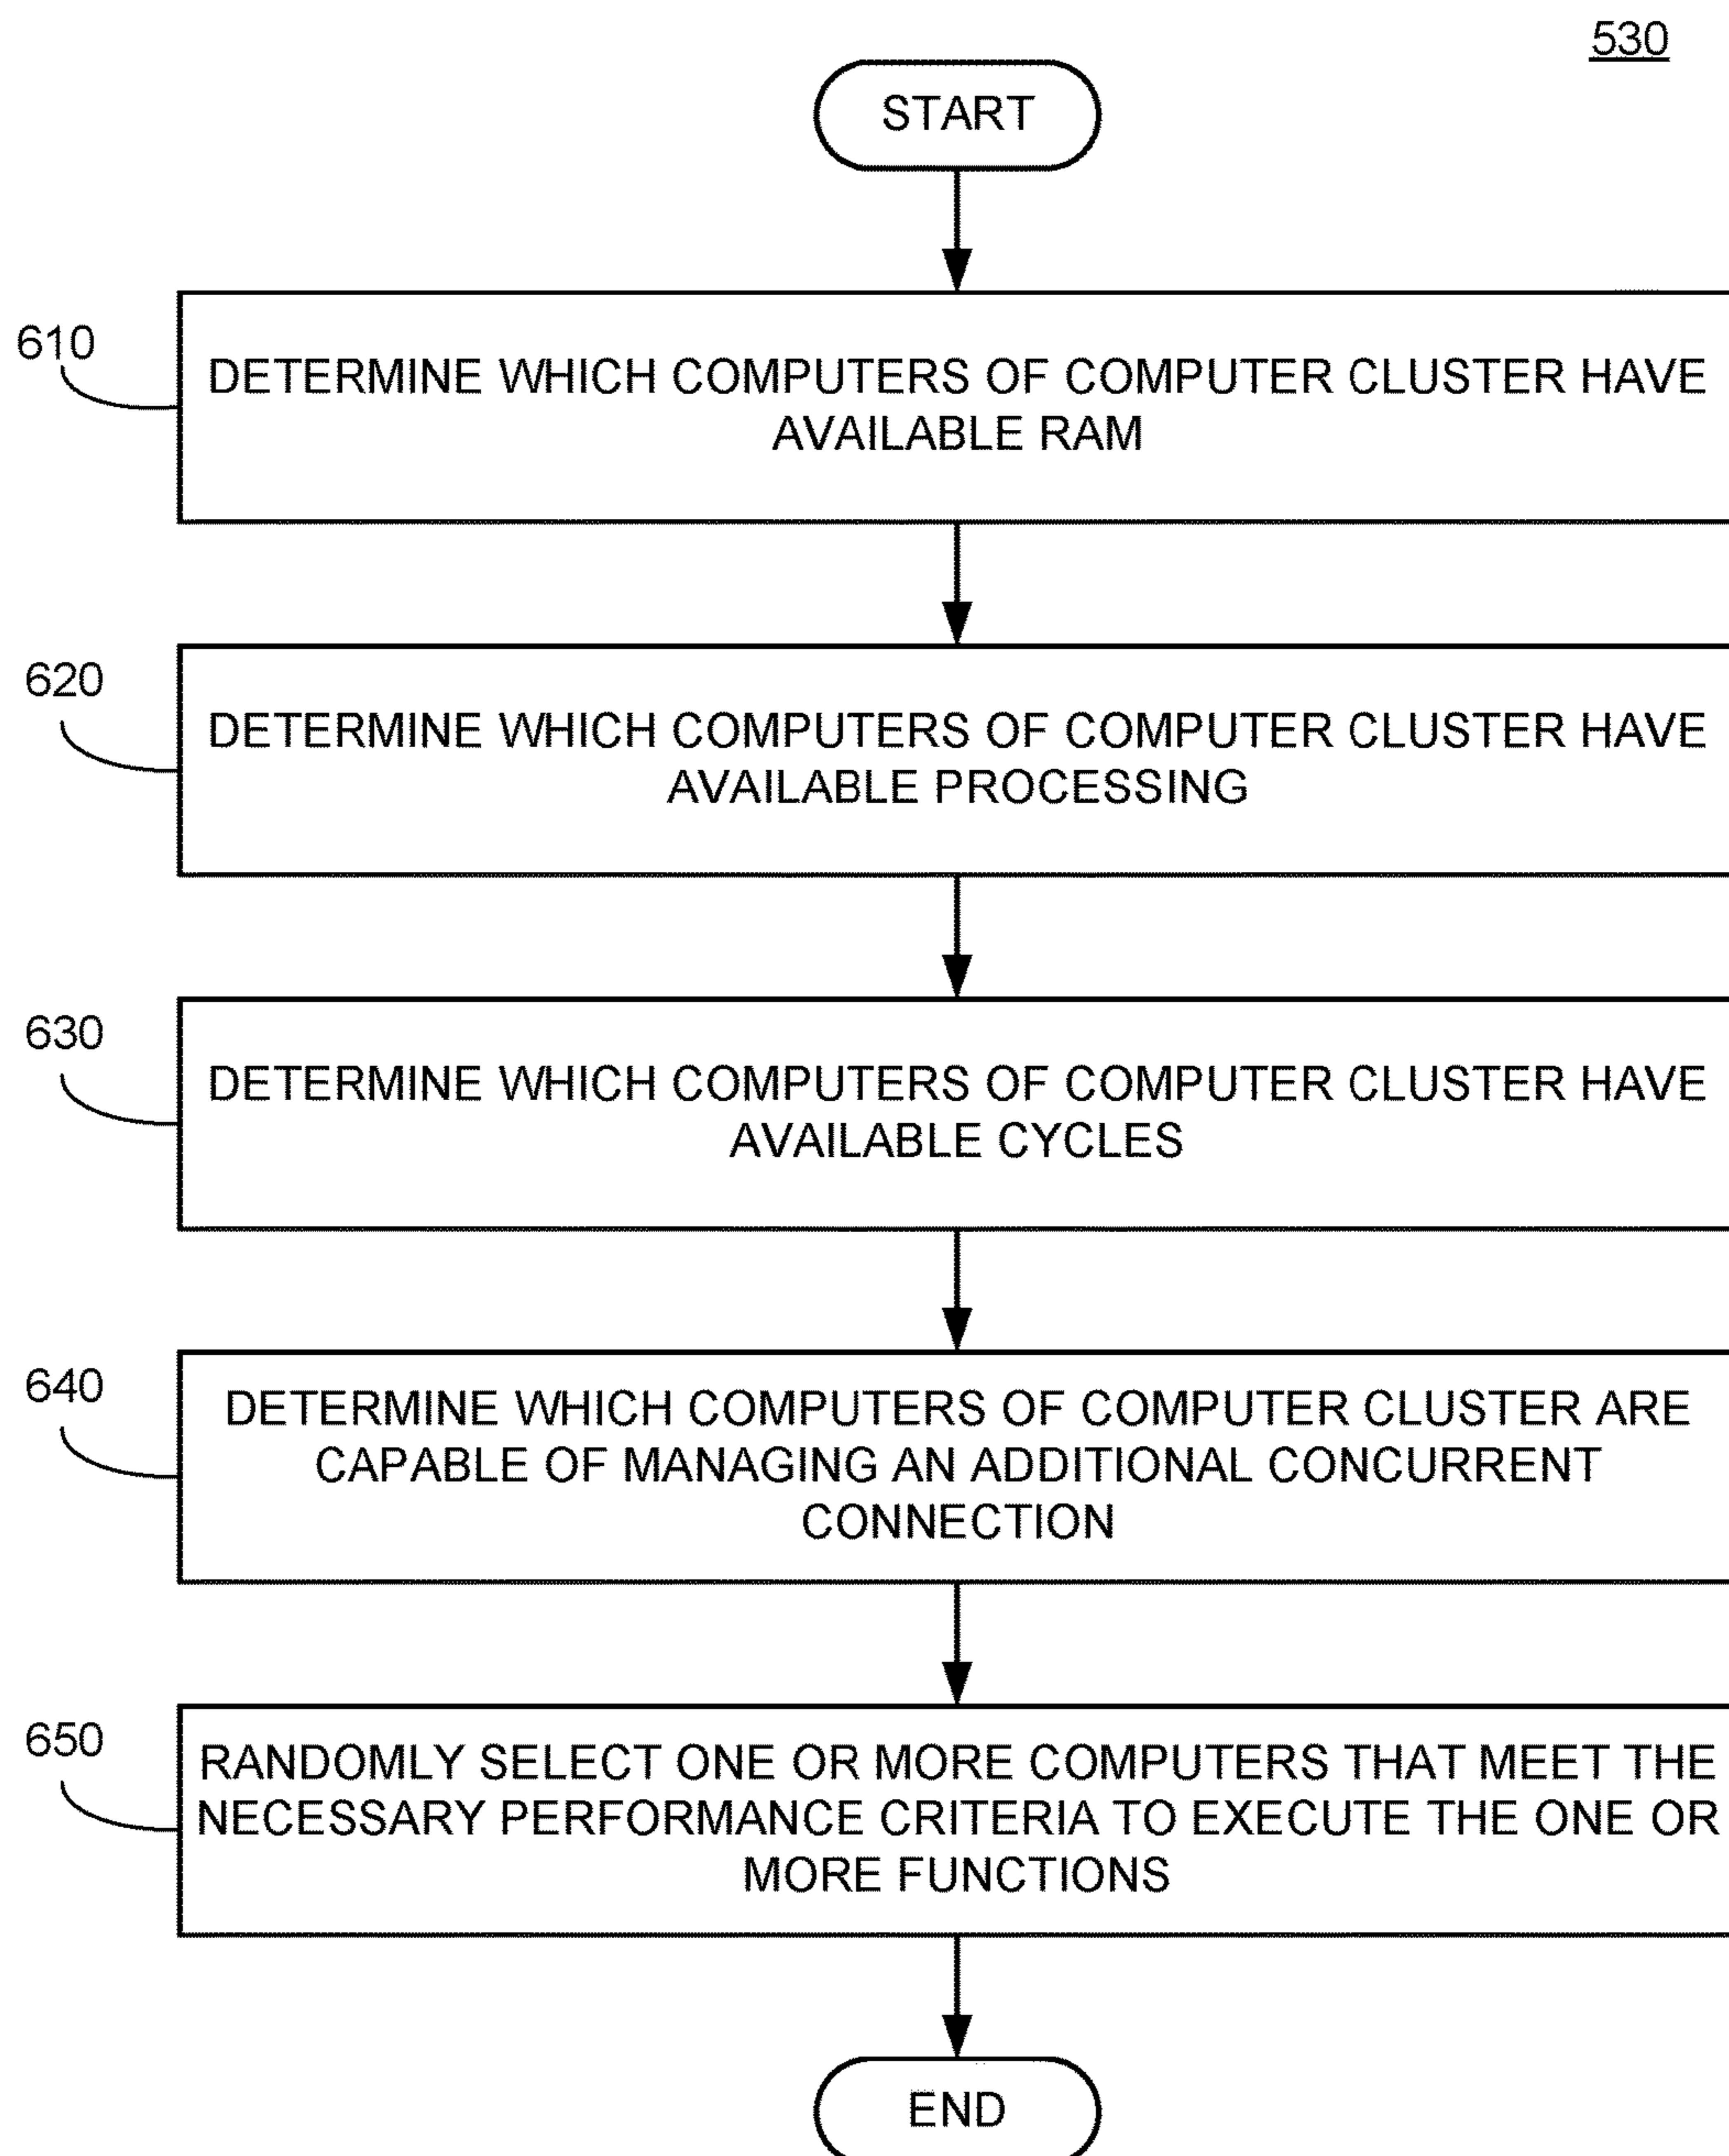 530
START
610
DETERMINE WHICH COMPUTERS OF COMPUTER CLUSTER HAVE
AVAILABLE RAM
620
DETERMINE WHICH COMPUTERS OF COMPUTER CLUSTER HAVE
AVAILABLE PROCESSING
630
DETERMINE WHICH COMPUTERS OF COMPUTER CLUSTER HAVE
AVAILABLE CYCLES
640
DETERMINE WHICH COMPUTERS OF COMPUTER CLUSTER ARE
CAPABLE OF MANAGING AN ADDITIONAL CONCURRENT
CONNECTION
650
RANDOMLY SELECT ONE OR MORE COMPUTERS THAT MEET THE
NECESSARY PERFORMANCE CRITERIA TO EXECUTE THE ONE OR
MORE FUNCTIONS
END